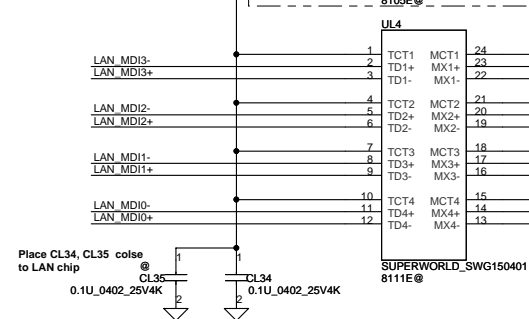 8105E@
UL4
1 TCT1 MCT1 24
LAN_MDI3- 2 TD1+ MX1+ 23
LAN_MDI3+ 3 TD1- MX1- 22
4 TCT2 MCT2 21
LAN_MDI2- 5 TD2+ MX2+ 20
LAN_MDI2+ 6 TD2- MX2- 19
7 TCT3 MCT3 18
LAN_MDI1- 8 TD3+ MX3+ 17
LAN_MDI1+ 9 TD3- MX3- 16
10 TCT4 MCT4 15
LAN_MDI0- 11 TD4+ MX4+ 14
LAN_MDI0+ 12 TD4- MX4- 13
Place CL34, CL35 colse
to LAN chip
@
CL35
0.1U_0402_25V4K
1
2
CL34
0.1U_0402_25V4K
1
2
SUPERWORLD_SWG150401
8111E@